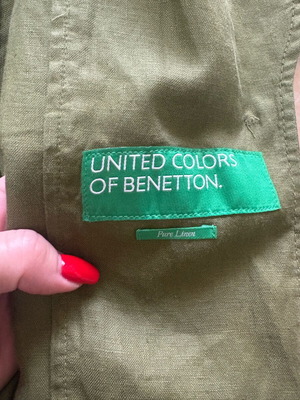 UNITED COLORS
OF BENETTON.
Pure Linen